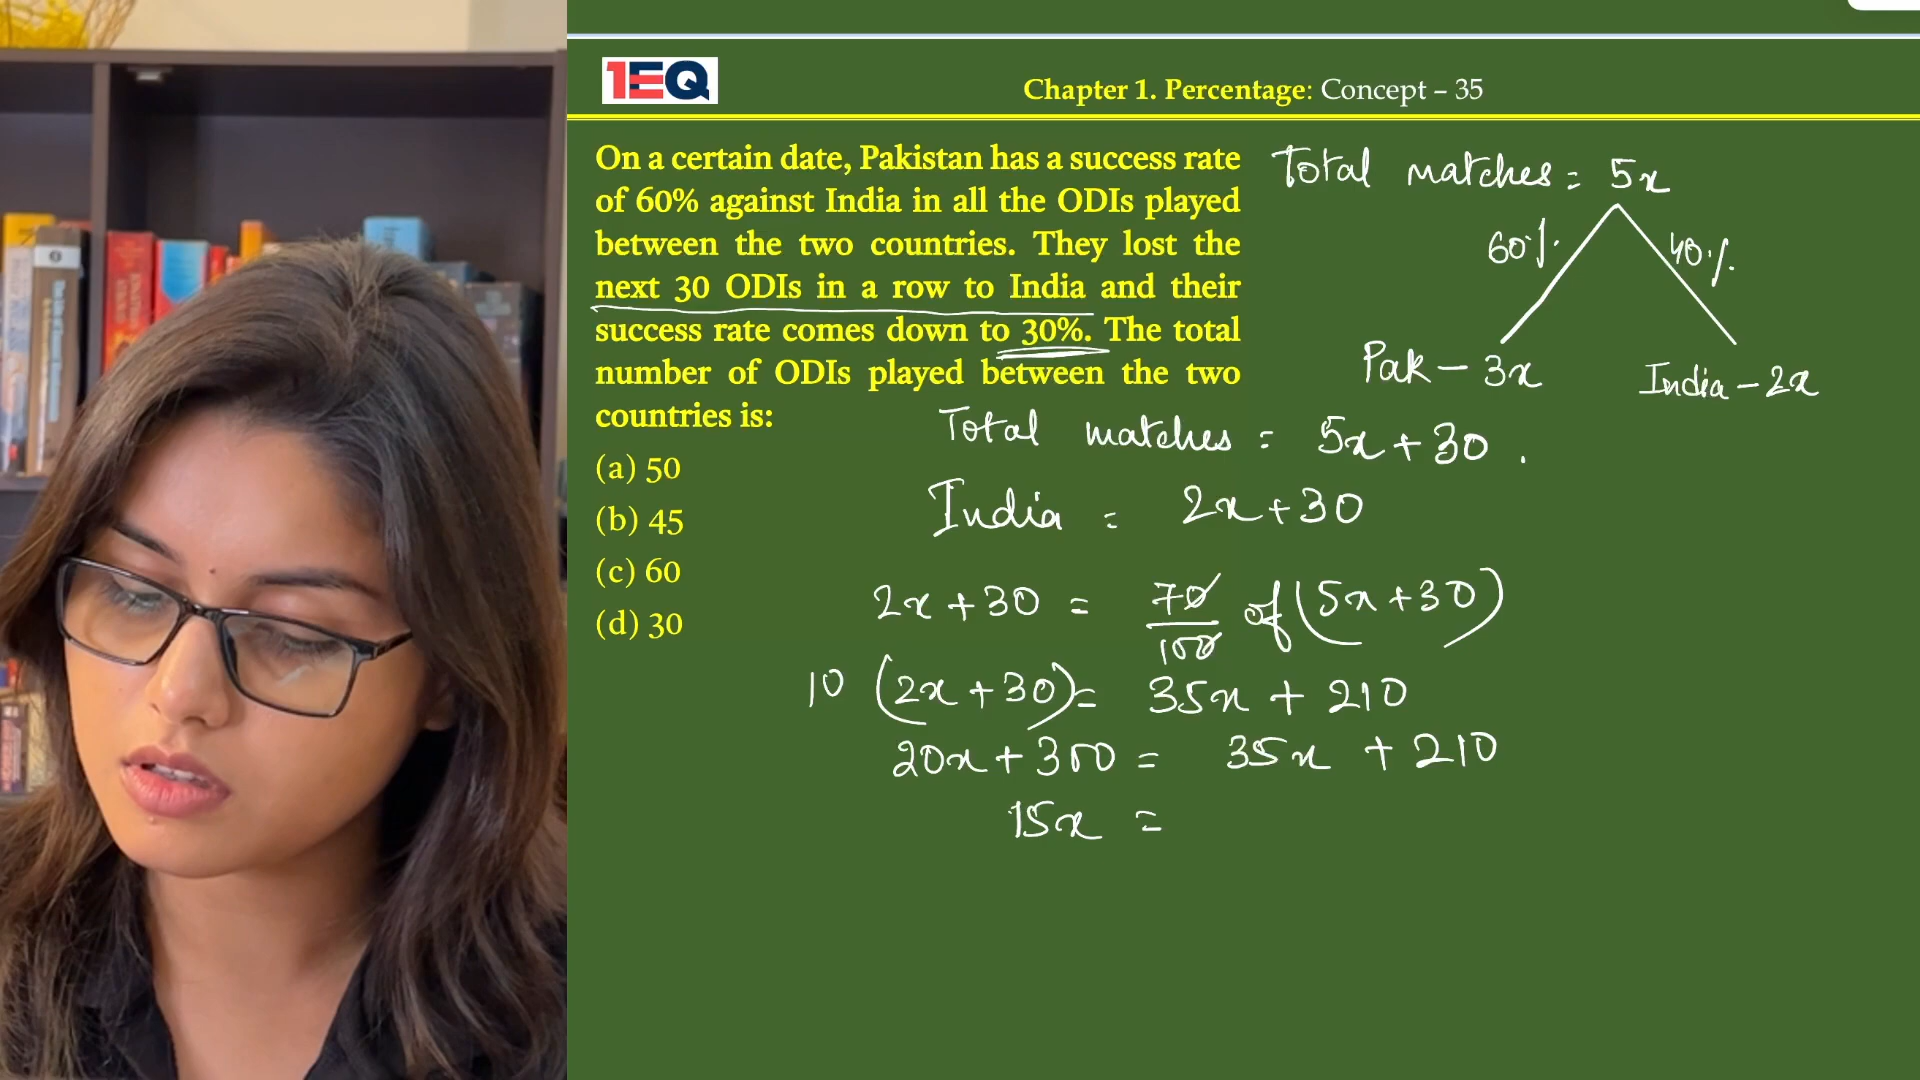 1EQ
Chapter 1. Percentage: Concept – 35
On a certain date, Pakistan has a success rate
of 60% against India in all the ODIs played
between the two countries. They lost the
next 30 ODIs in a row to India and their
success rate comes down to 30%. The total
number of ODIs played between the two
countries is:
(a) 50
(b) 45
(c) 60
(d) 30
Total matches = 5x
60% 40%
Pak – 3x India – 2x
Total matches = 5x + 30.
India = 2x + 30
2x + 30 = 70/100 of (5x + 30)
10 (2x + 30) = 35x + 210
20x + 300 = 35x + 210
15x =